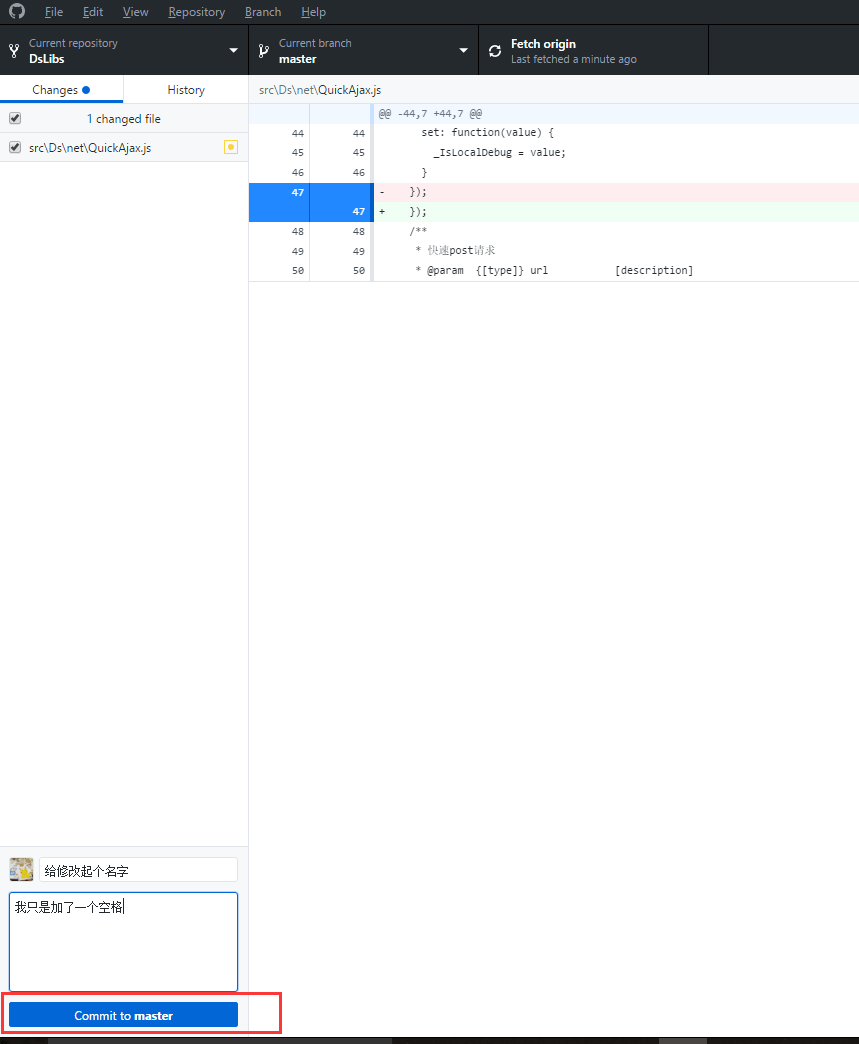 File Edit View Repository Branch Help
Current repository
DsLibs
Current branch
master
Fetch origin
Last fetched a minute ago
Changes
History
src\Ds\net\QuickAjax.js
1 changed file
src\Ds\net\QuickAjax.js
@@ -44,7 +44,7 @@
44 44 set: function(value) {
45 45 _IsLocalDebug = value;
46 46 }
47 - });
47 + });
48 48 /**
49 49 * 快速post请求
50 50 * @param {[type]} url [description]
给修改起个名字
我只是加了一个空格
Commit to master